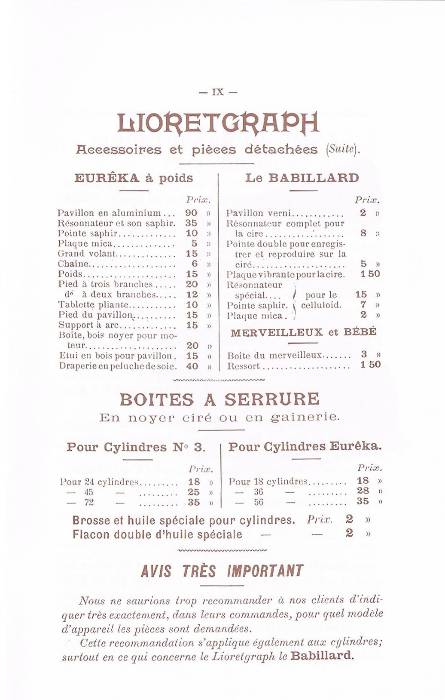 — IX —
LIORETGRAPH
Accessoires et pièces détachées (Suite).
EURÊKA à poids
Prix.
Pavillon en aluminium... 90 »
Résonnateur et son saphir. 35 »
Pointe saphir............. 10 »
Plaque mica.............. 5 »
Grand volant............. 15 »
Chaîne................... 6 »
Poids.................... 15 »
Pied à trois branches..... 20 »
dº à deux branches..... 12 »
Tablette pliante.......... 10 »
Pied du pavillon.......... 15 »
Support à arc............. 15 »
Boîte, bois noyer pour mo-
teur................... 20 »
Etui en bois pour pavillon. 15 »
Draperie en peluche de soie. 40 »
Le BABILLARD
Prix.
Pavillon verni............ 2 »
Résonnateur complet pour
la cire................. 8 »
Pointe double pour enregis-
trer et reproduire sur la
ciré.................... 5 »
Plaque vibrante pour la cire. 1 50
Résonnateur
spécial.... pour le 15 »
Pointe saphir. celluloïd. 7 »
Plaque mica. 2 »
MERVEILLEUX et BÉBÉ
Boite du merveilleux...... 3 »
Ressort.................. 1 50
BOITES A SERRURE
En noyer ciré ou en gainerie.
Pour Cylindres Nº 3.
Prix.
Pour 24 cylindres......... 18 »
— 45 — ......... 25 »
— 72 — ......... 35 »
Pour Cylindres Eurêka.
Prix.
Pour 18 cylindres......... 18 »
— 36 — ......... 28 »
— 56 — ......... 35 »
Brosse et huile spéciale pour cylindres. Prix. 2 »
Flacon double d'huile spéciale — — 2 »
AVIS TRÈS IMPORTANT
Nous ne saurions trop recommander à nos clients d'indi-
quer très exactement, dans leurs commandes, pour quel modèle
d'appareil les pièces sont demandées.
Cette recommandation s'applique également aux cylindres;
surtout en ce qui concerne le Lioretgraph le Babillard.